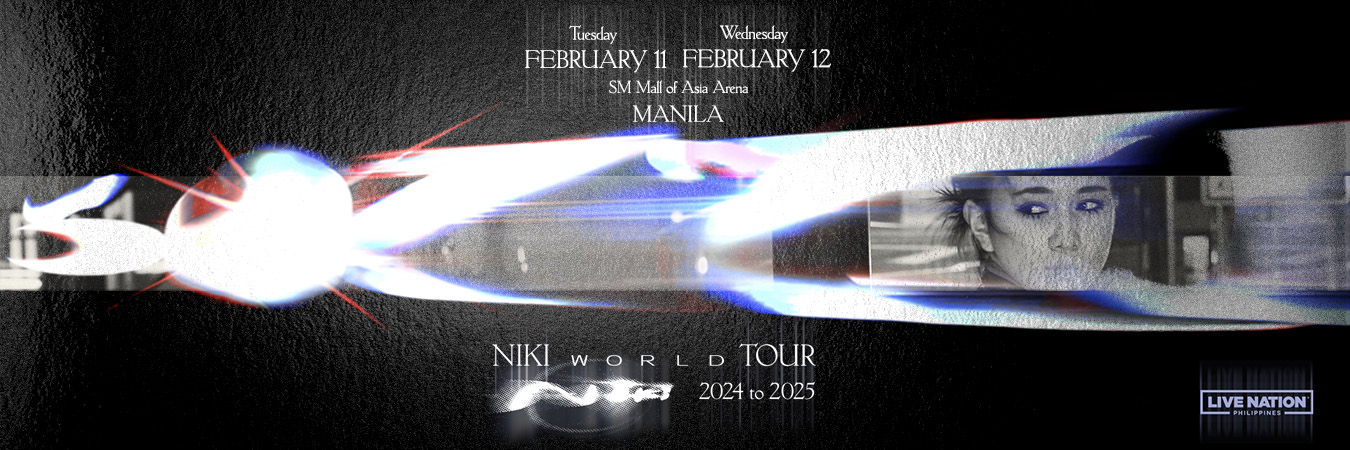 Tuesday Wednesday
FEBRUARY 11 FEBRUARY 12
SM Mall of Asia Arena
MANILA
NIKI WORLD TOUR
2024 to 2025
LIVE NATION
PHILIPPINES